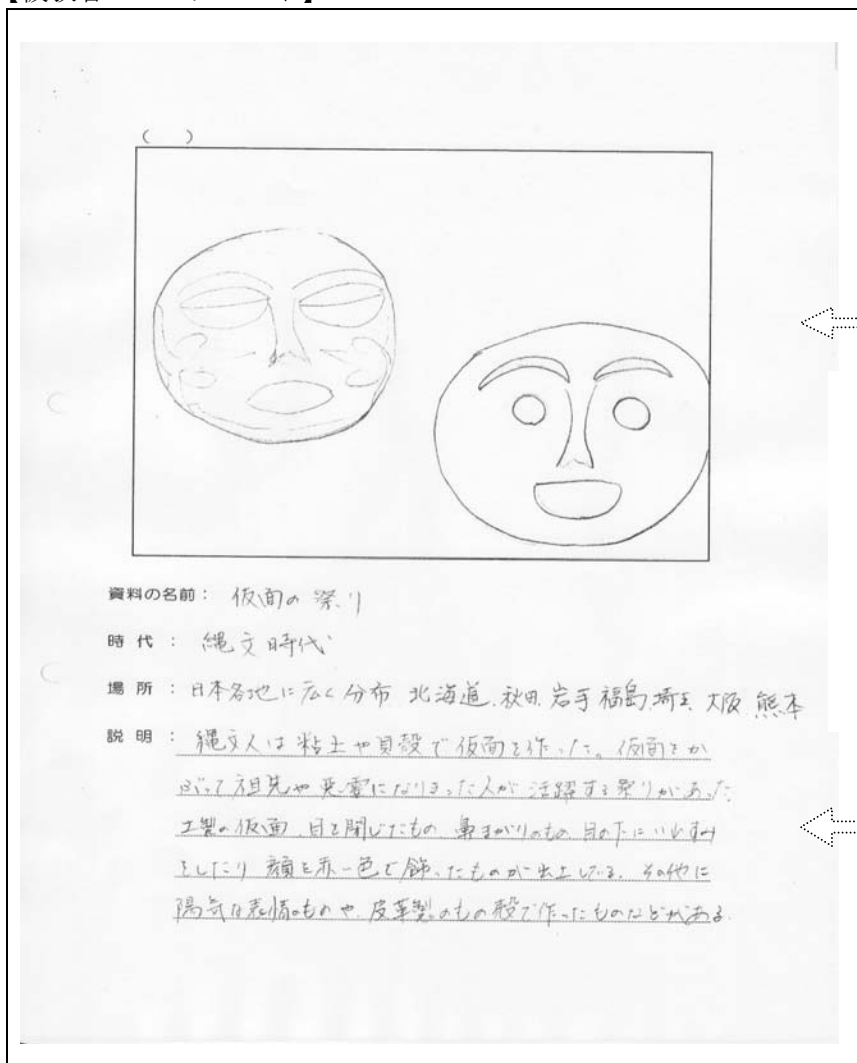 (　)
資料の名前： 仮面の祭り
時代 ： 縄文時代
場所 ： 日本各地に広く分布 北海道.秋田.岩手 福島.埼玉 大阪 熊本
説明 ： 縄文人は粘土や貝殻で仮面を作った。仮面をか
ぶって祖先や悪霊になりきった人が活躍する祭りがあった
土製の仮面.目を閉じたもの 鼻まがりのもの 目の下にいれずみ
をしたり 顔を赤一色で飾ったものが出土している. その他に
陽気な表情のものや.皮革製のもの 殻で作ったものなどがある.